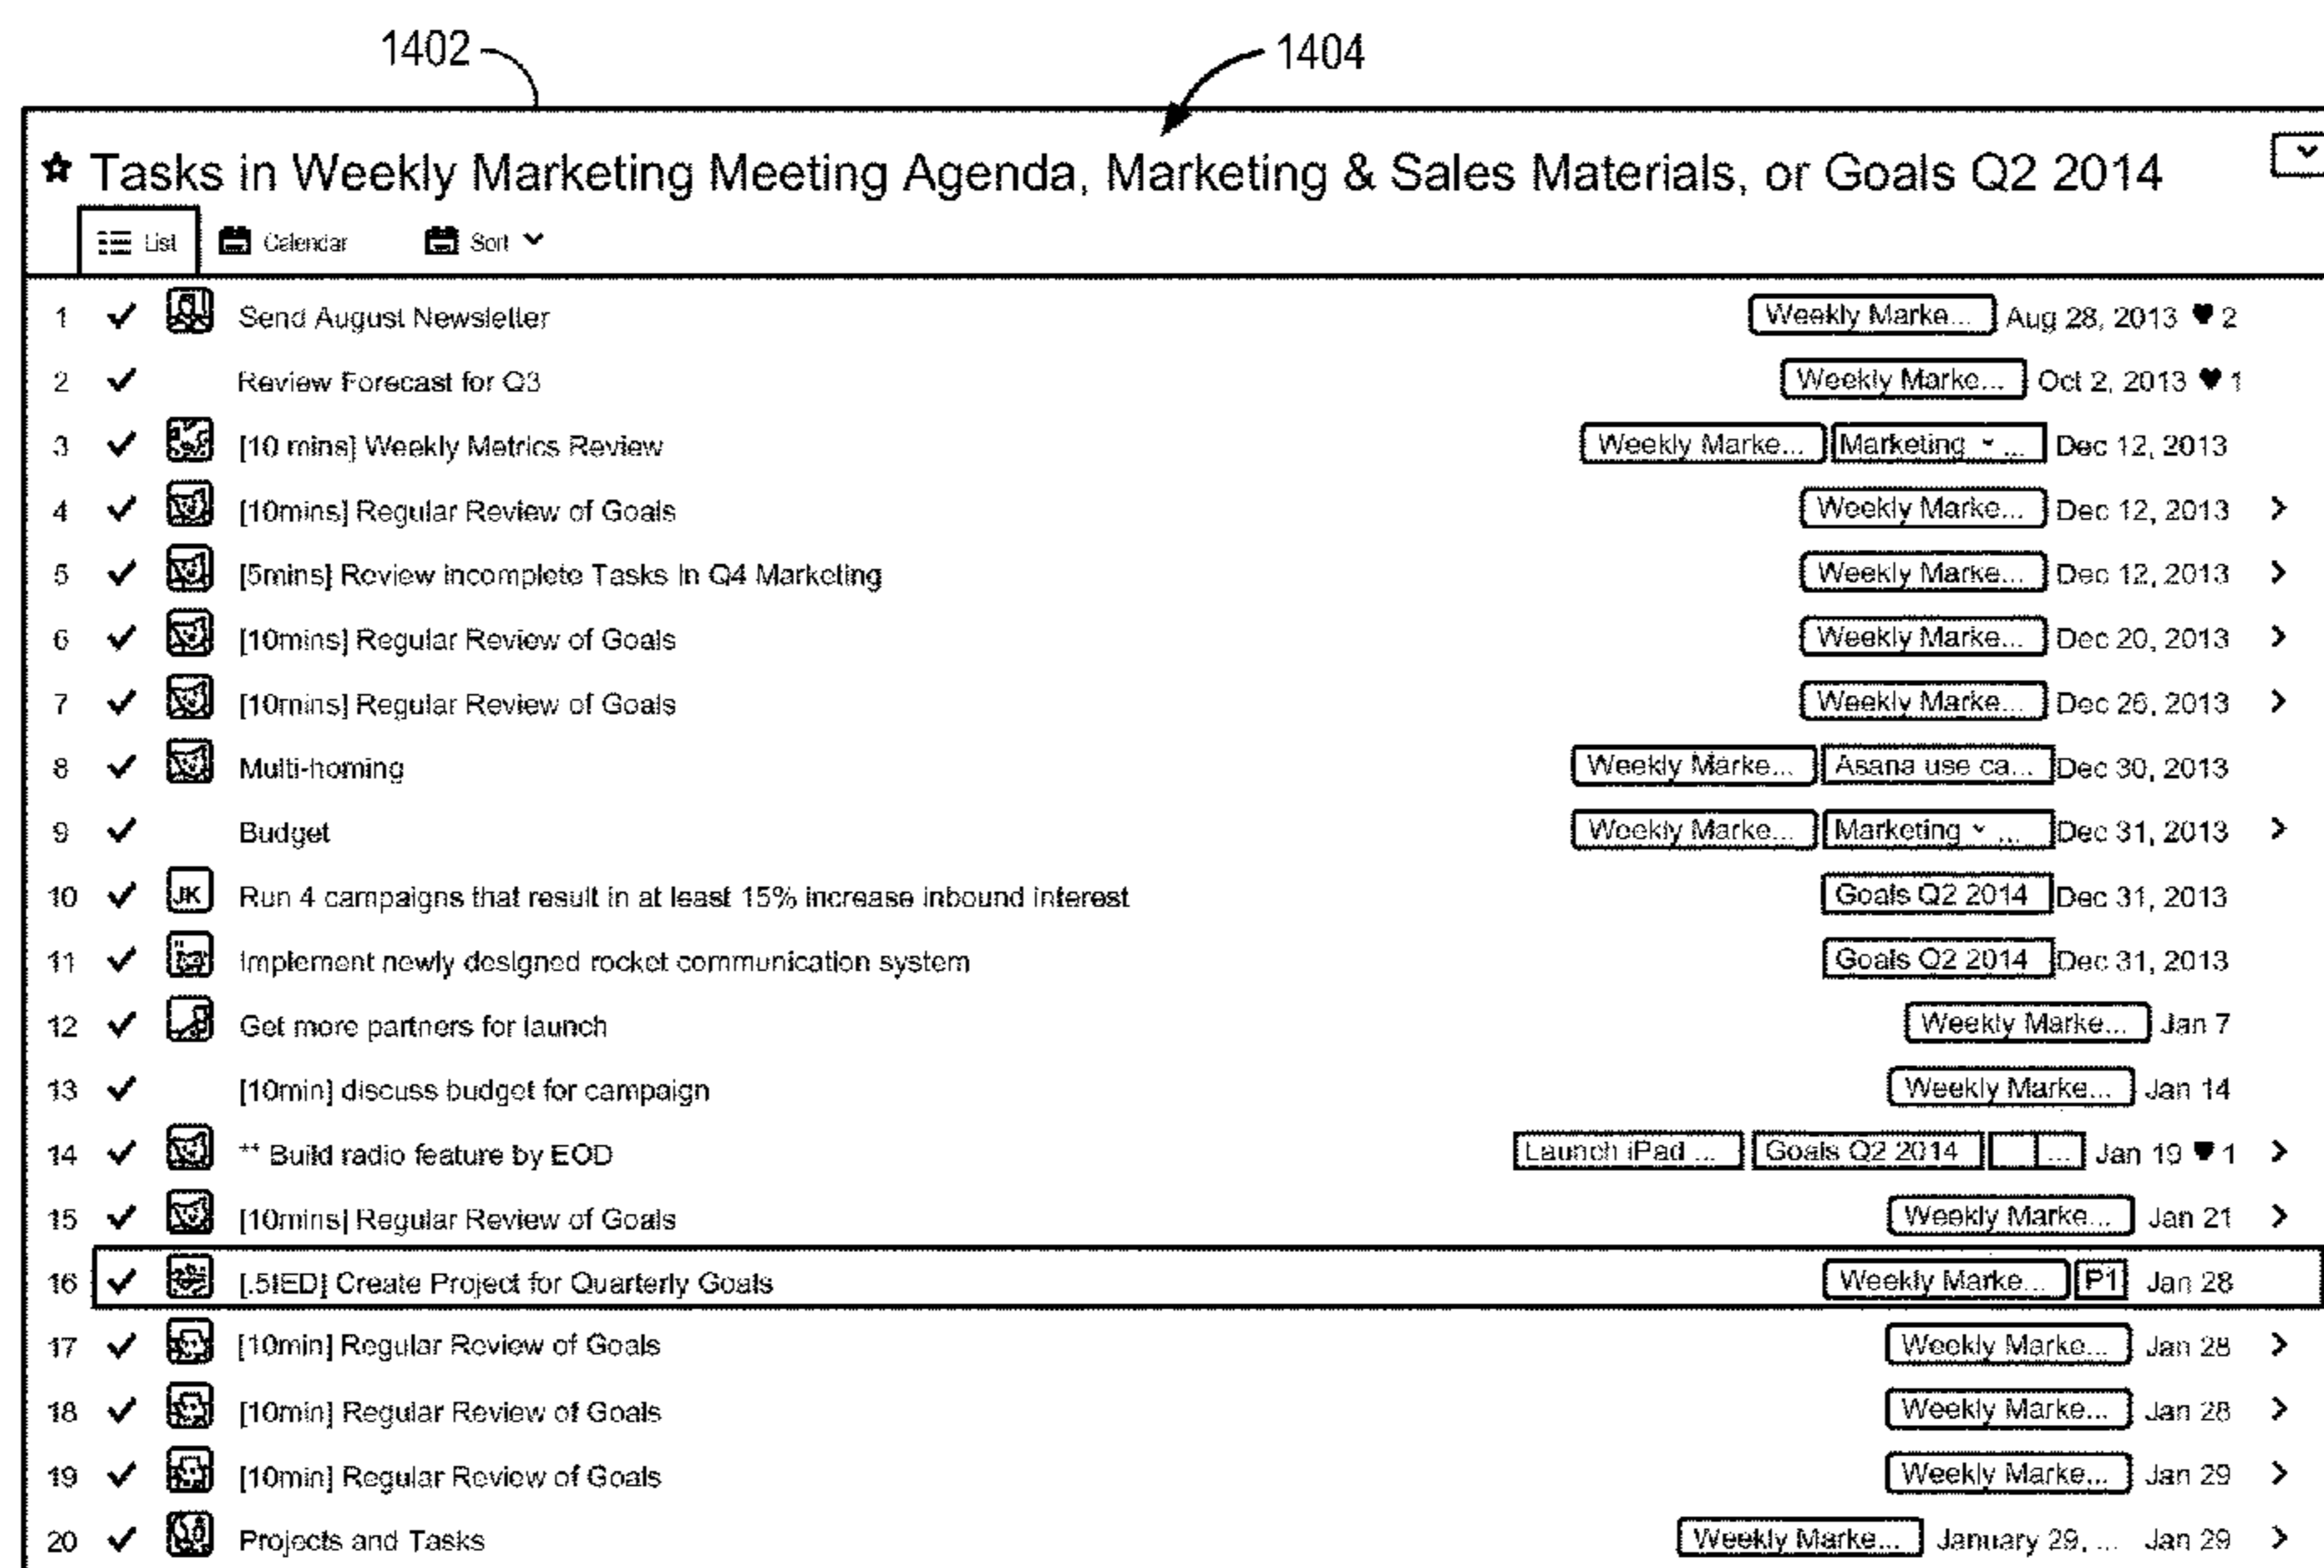 1402 1404
Tasks in Weekly Marketing Meeting Agenda, Marketing & Sales Materials, or Goals Q2 2014
List Calendar Sort
1 Send August Newsletter Weekly Marke... Aug 28, 2013 2
2 Review Forecast for Q3 Weekly Marke... Oct 2, 2013 1
3 [10 mins] Weekly Metrics Review Weekly Marke... Marketing ... Dec 12, 2013
4 [10mins] Regular Review of Goals Weekly Marke... Dec 12, 2013
5 [5mins] Review incomplete Tasks in Q4 Marketing Weekly Marke... Dec 12, 2013
6 [10mins] Regular Review of Goals Weekly Marke... Dec 20, 2013
7 [10mins] Regular Review of Goals Weekly Marke... Dec 26, 2013
8 Multi-homing Weekly Marke... Asana use ca... Dec 30, 2013
9 Budget Weekly Marke... Marketing ... Dec 31, 2013
10 JK Run 4 campaigns that result in at least 15% increase inbound interest Goals Q2 2014 Dec 31, 2013
11 Implement newly designed rocket communication system Goals Q2 2014 Dec 31, 2013
12 Get more partners for launch Weekly Marke... Jan 7
13 [10min] discuss budget for campaign Weekly Marke... Jan 14
14 ** Build radio feature by EOD Launch iPad ... Goals Q2 2014 ... Jan 19 1
15 [10mins] Regular Review of Goals Weekly Marke... Jan 21
16 [.5IED] Create Project for Quarterly Goals Weekly Marke... P1 Jan 28
17 [10min] Regular Review of Goals Weekly Marke... Jan 28
18 [10min] Regular Review of Goals Weekly Marke... Jan 28
19 [10min] Regular Review of Goals Weekly Marke... Jan 29
20 Projects and Tasks Weekly Marke... January 29, ... Jan 29